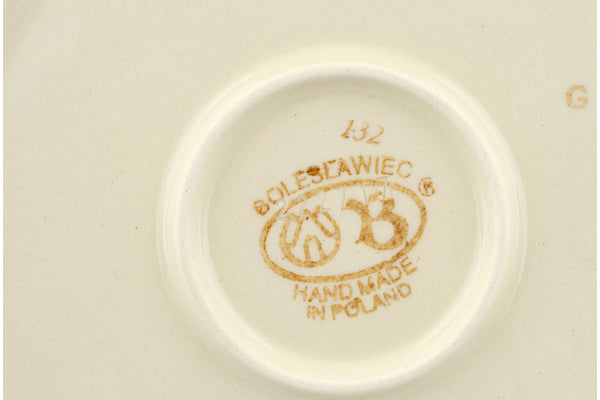 132
BOLESŁAWIEC ®
B
HAND MADE
IN POLAND
G